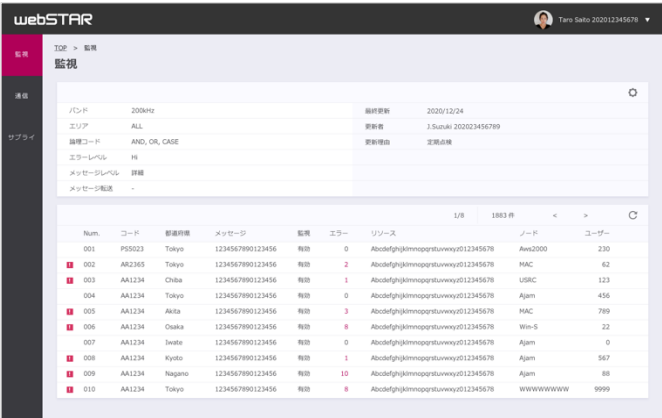 webSTAR
Taro Saito 202012345678 ▼
監視
通信
サプライ
TOP > 監視
監視
バンド 200kHz
エリア ALL
論理コード AND, OR, CASE
エラーレベル Hi
メッセージレベル 詳細
メッセージ転送 -
最終更新 2020/12/24
更新者 J.Suzuki 202023456789
更新理由 定期点検
1/8 1883 件 < >
Num. コード 都道府県 メッセージ 監視 エラー リソース ノード ユーザー
001 PS5023 Tokyo 1234567890123456 有効 0 Abcdefghijklmnopqrstuvwxyz012345678 Aws2000 230
! 002 AR2365 Tokyo 1234567890123456 有効 2 Abcdefghijklmnopqrstuvwxyz012345678 MAC 62
! 003 AA1234 Chiba 1234567890123456 有効 1 Abcdefghijklmnopqrstuvwxyz012345678 USRC 123
004 AA1234 Tokyo 1234567890123456 有効 0 Abcdefghijklmnopqrstuvwxyz012345678 Ajam 456
! 005 AA1234 Akita 1234567890123456 有効 3 Abcdefghijklmnopqrstuvwxyz012345678 MAC 789
! 006 AA1234 Osaka 1234567890123456 有効 8 Abcdefghijklmnopqrstuvwxyz012345678 Win-S 22
007 AA1234 Iwate 1234567890123456 有効 0 Abcdefghijklmnopqrstuvwxyz012345678 Ajam 0
! 008 AA1234 Kyoto 1234567890123456 有効 1 Abcdefghijklmnopqrstuvwxyz012345678 Ajam 567
! 009 AA1234 Nagano 1234567890123456 有効 10 Abcdefghijklmnopqrstuvwxyz012345678 Ajam 88
! 010 AA1234 Tokyo 1234567890123456 有効 8 Abcdefghijklmnopqrstuvwxyz012345678 WWWWWWWW 9999